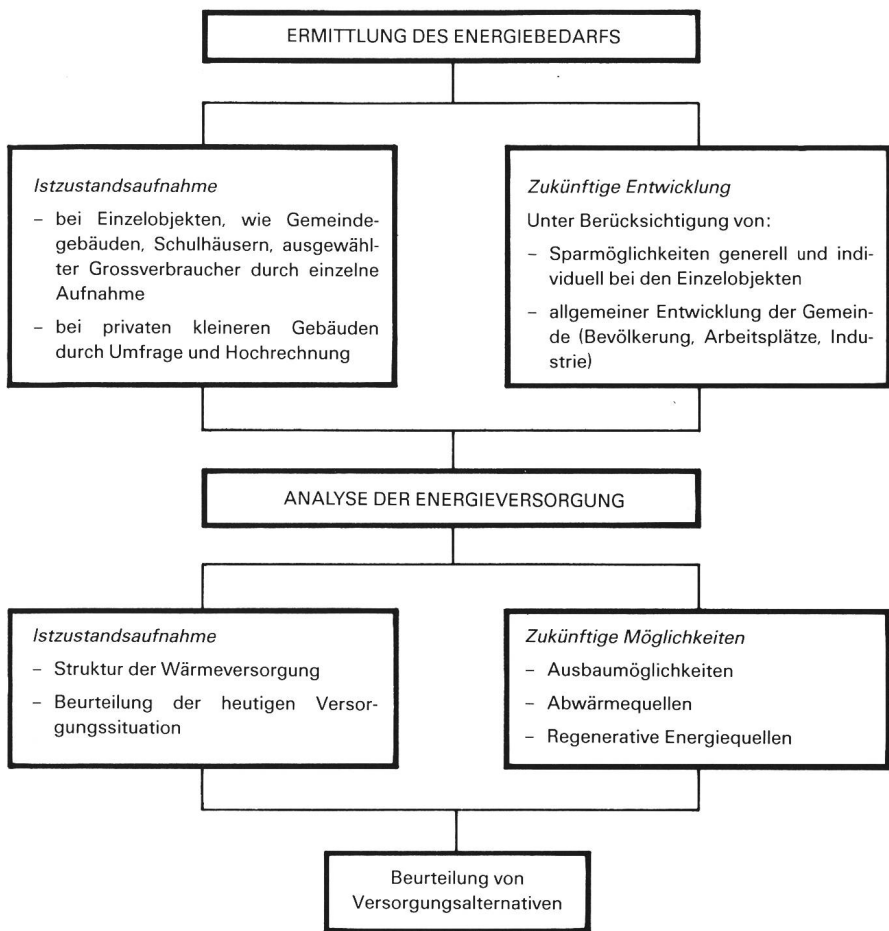 ERMITTLUNG DES ENERGIEBEDARFS
Istzustandsaufnahme
– bei Einzelobjekten, wie Gemeinde-
gebäuden, Schulhäusern, ausgewähl-
ter Grossverbraucher durch einzelne
Aufnahme
– bei privaten kleineren Gebäuden
durch Umfrage und Hochrechnung
Zukünftige Entwicklung
Unter Berücksichtigung von:
– Sparmöglichkeiten generell und indi-
viduell bei den Einzelobjekten
– allgemeiner Entwicklung der Gemein-
de (Bevölkerung, Arbeitsplätze, Indu-
strie)
ANALYSE DER ENERGIEVERSORGUNG
Istzustandsaufnahme
– Struktur der Wärmeversorgung
– Beurteilung der heutigen Versor-
gungssituation
Zukünftige Möglichkeiten
– Ausbaumöglichkeiten
– Abwärmequellen
– Regenerative Energiequellen
Beurteilung von
Versorgungsalternativen